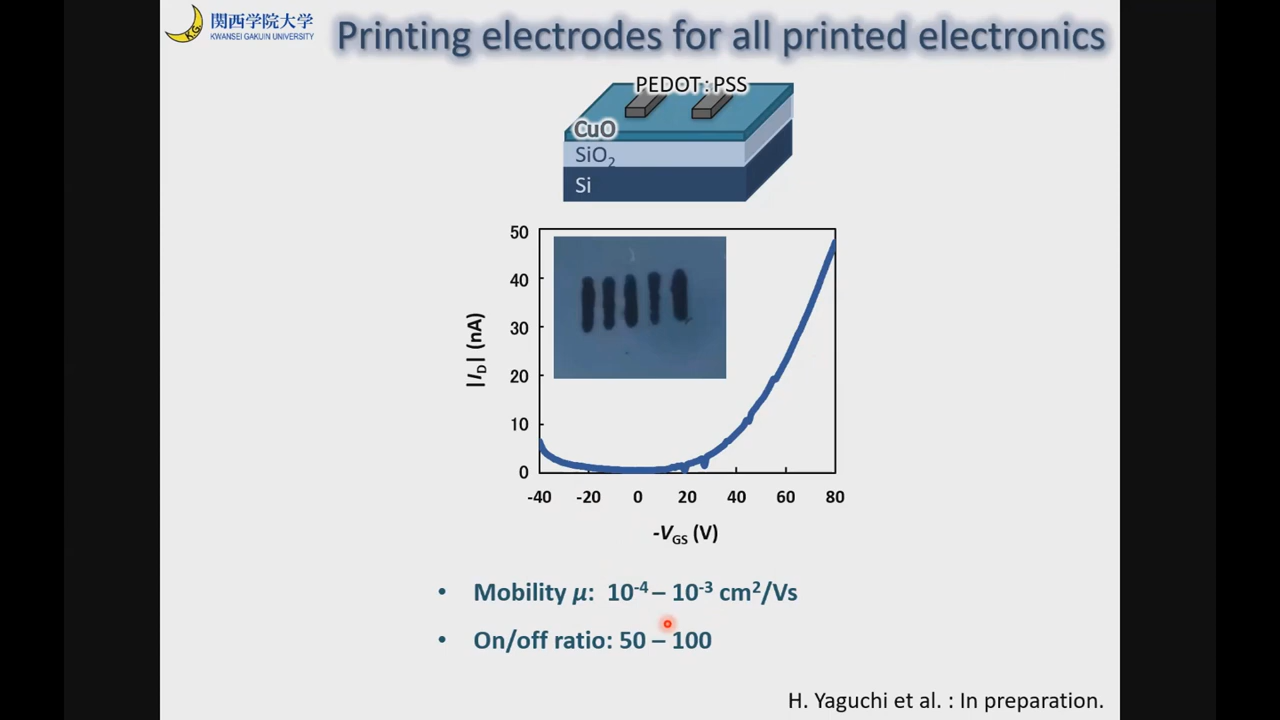 関西学院大学
KWANSEI GAKUIN UNIVERSITY
Printing electrodes for all printed electronics
PEDOT : PSS
CuO
SiO2
Si
50
40
30
20
10
0
|ID| (nA)
-40 -20 0 20 40 60 80
-VGS (V)
• Mobility μ: 10-4 – 10-3 cm2/Vs
• On/off ratio: 50 – 100
H. Yaguchi et al. : In preparation.